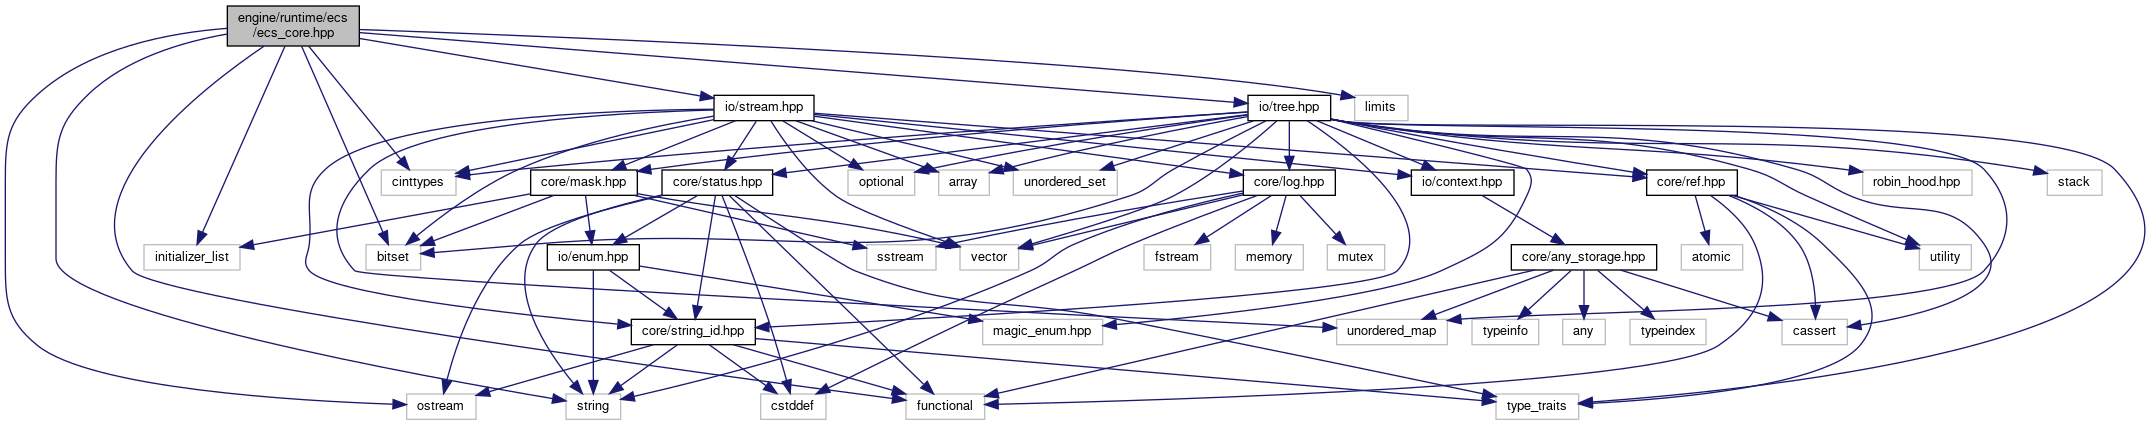 engine/runtime/ecs
/ecs_core.hpp
io/stream.hpp
io/tree.hpp
limits
cinttypes
core/mask.hpp
core/status.hpp
optional
array
unordered_set
core/log.hpp
io/context.hpp
core/ref.hpp
robin_hood.hpp
stack
initializer_list
bitset
io/enum.hpp
sstream
vector
fstream
memory
mutex
core/any_storage.hpp
atomic
utility
core/string_id.hpp
magic_enum.hpp
unordered_map
typeinfo
any
typeindex
cassert
ostream
string
cstddef
functional
type_traits